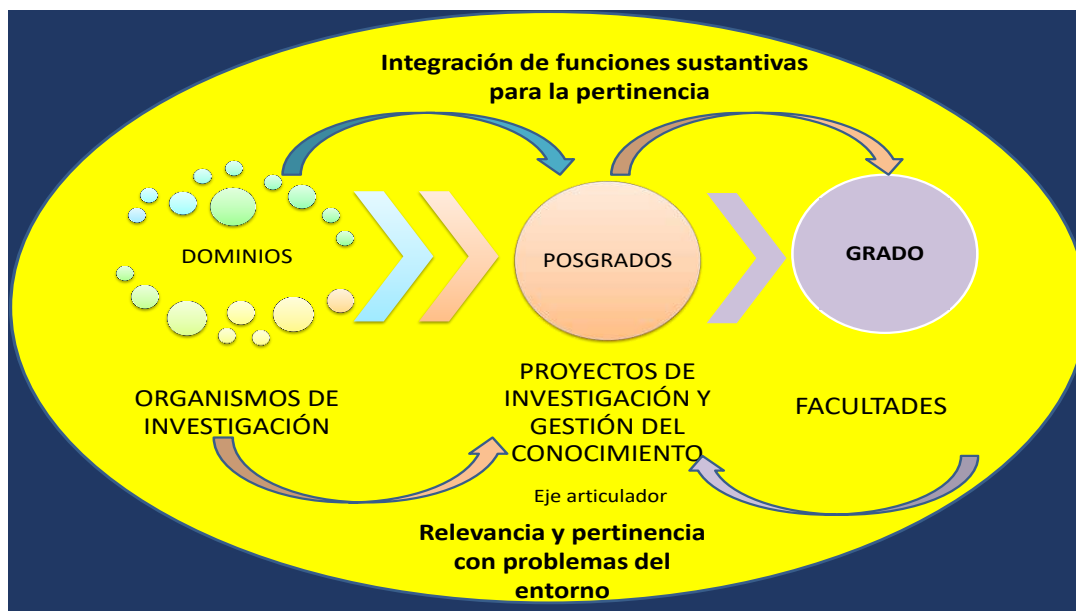 Integración de funciones sustantivas
para la pertinencia
DOMINIOS
POSGRADOS
GRADO
ORGANISMOS DE
INVESTIGACIÓN
PROYECTOS DE
INVESTIGACIÓN Y
GESTIÓN DEL
CONOCIMIENTO
FACULTADES
Eje articulador
Relevancia y pertinencia
con problemas del
entorno